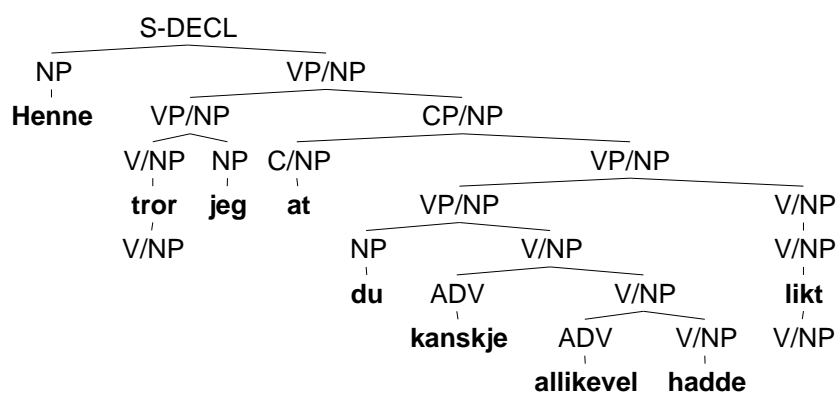 S-DECL
NP VP/NP
Henne VP/NP CP/NP
V/NP NP C/NP VP/NP
tror jeg at VP/NP V/NP
V/NP NP V/NP V/NP
du ADV V/NP likt
kanskje ADV V/NP V/NP
allikevel hadde